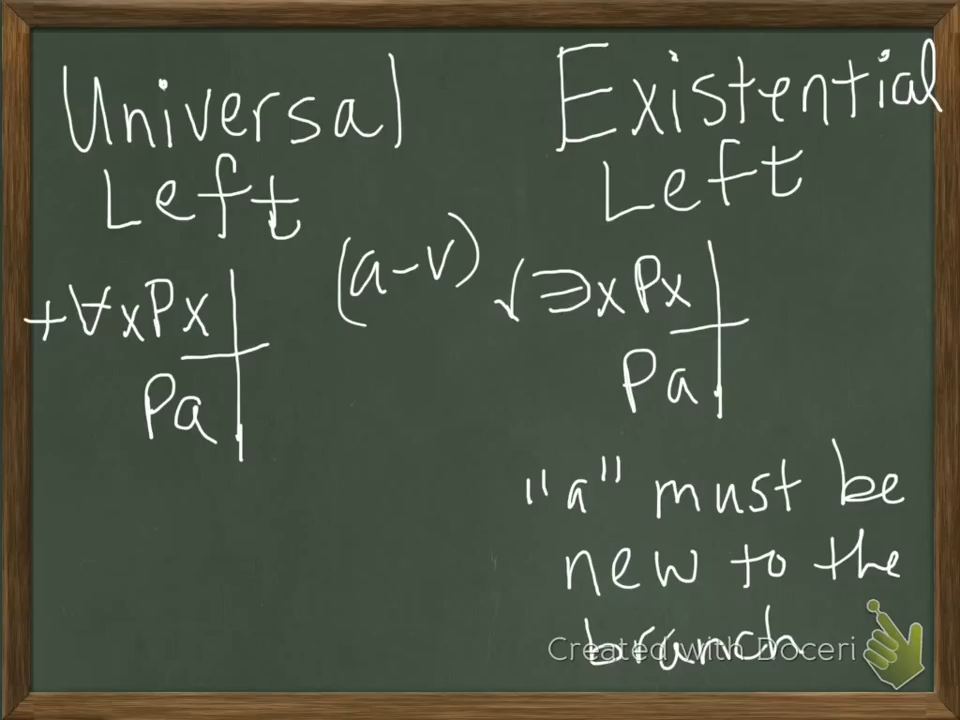 Universal
Left
+∀xPx
Pa
(a-v)
Existential
Left
√∃xPx
Pa
"a" must be
new to the
branch
Created with Doceri